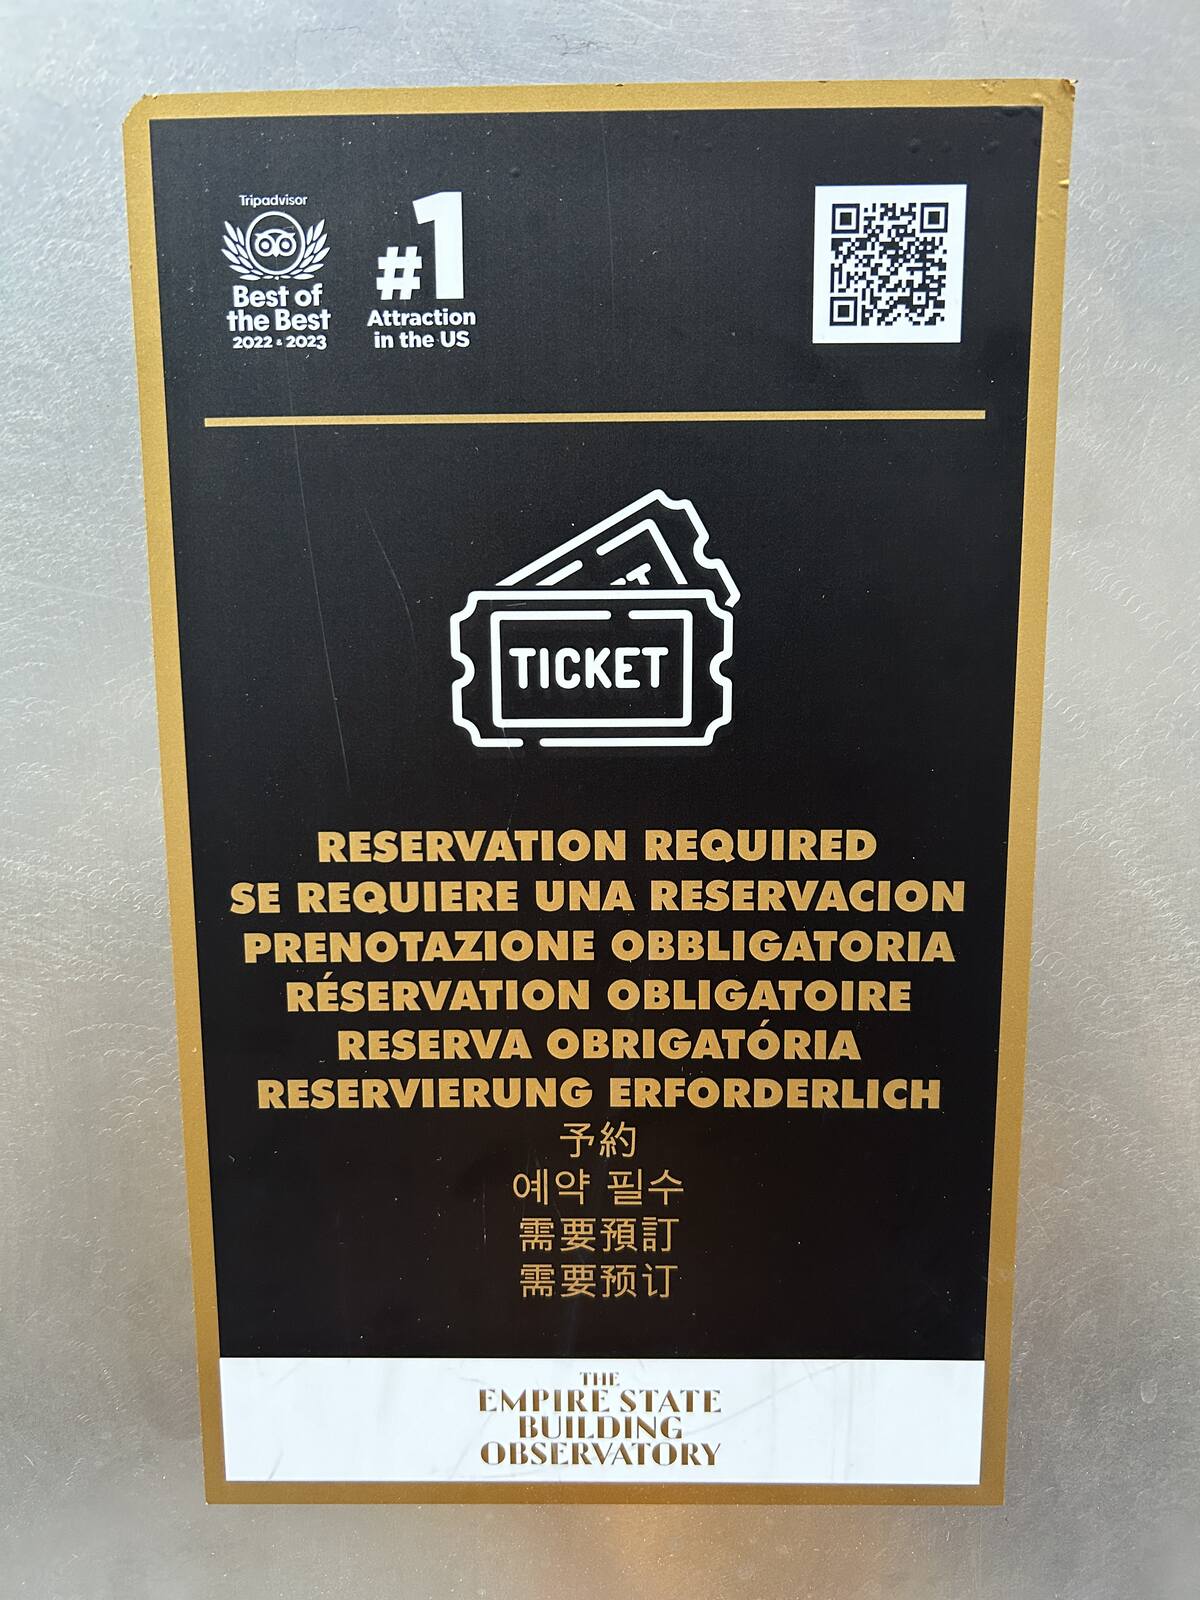 Tripadvisor
Best of
the Best
2022 & 2023
#1
Attraction
in the US
TICKET
RESERVATION REQUIRED
SE REQUIERE UNA RESERVACION
PRENOTAZIONE OBBLIGATORIA
RÉSERVATION OBLIGATOIRE
RESERVA OBRIGATÓRIA
RESERVIERUNG ERFORDERLICH
予約
예약 필수
需要預訂
需要预订
THE
EMPIRE STATE
BUILDING
OBSERVATORY